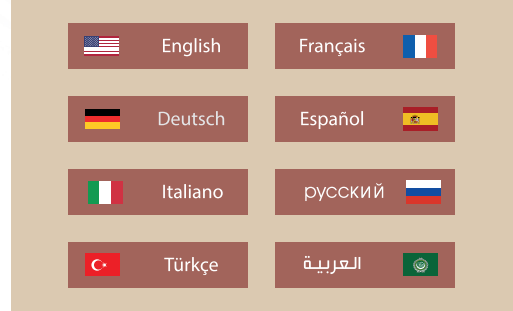 English
Français
Deutsch
Español
Italiano
русский
Türkçe
العربية